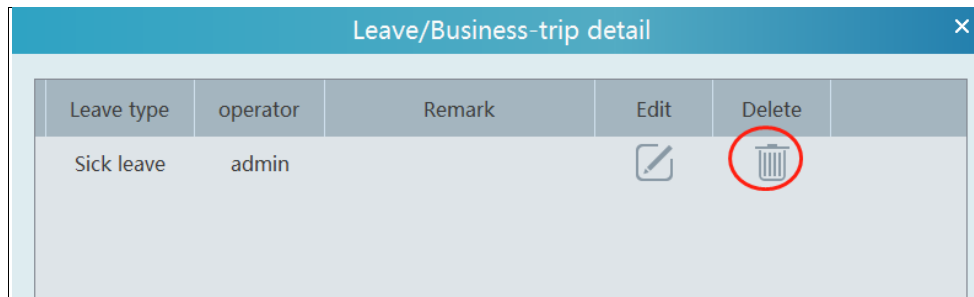 Leave/Business-trip detail
Leave type operator Remark Edit Delete
Sick leave admin